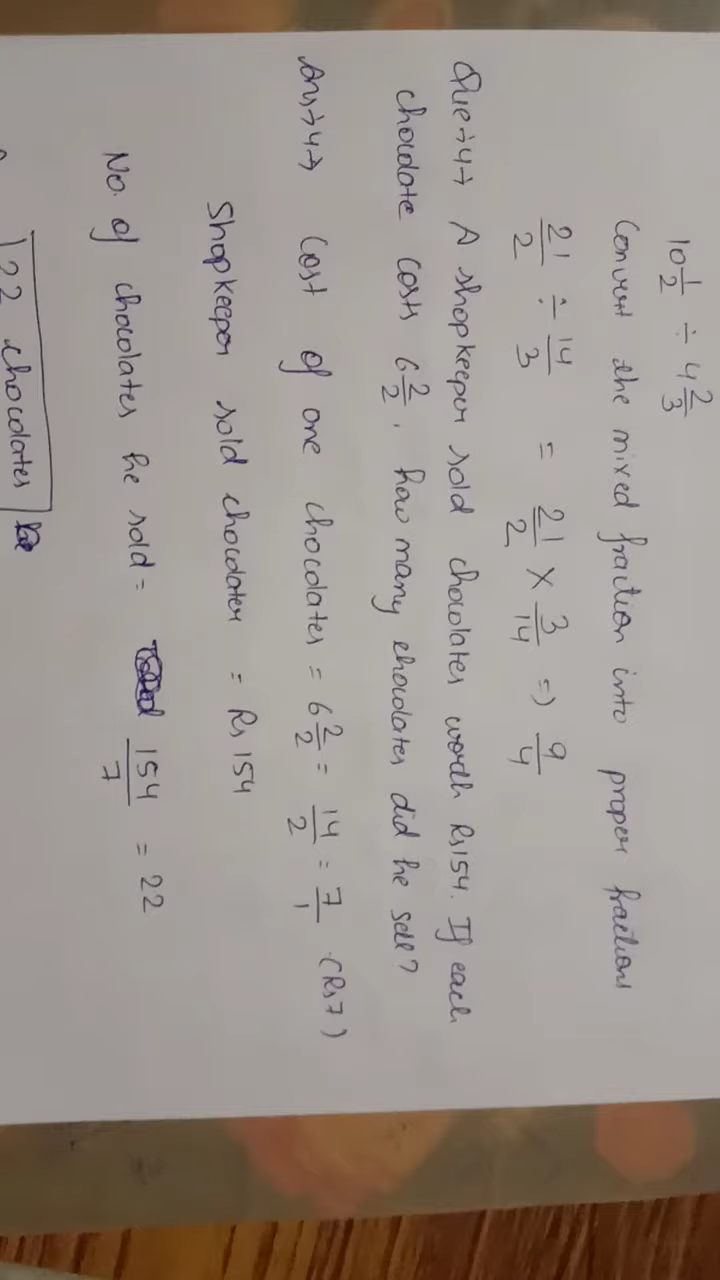 10 1/2 ÷ 4 2/3
Convert the mixed fraction into proper fractions
21/2 ÷ 14/3 = 21/2 × 3/14 => 9/4
Que→4→ A shopkeeper sold chocolates worth Rs154. If each
chocolate costs 6 2/2, how many chocolates did he sell?
Ans→4→ Cost of one chocolates = 6 2/2 = 14/2 = 7/1 (Rs7)
Shopkeeper sold chocolates = Rs 154
No. of chocolates he sold = 154/7 = 22
22 chocolates